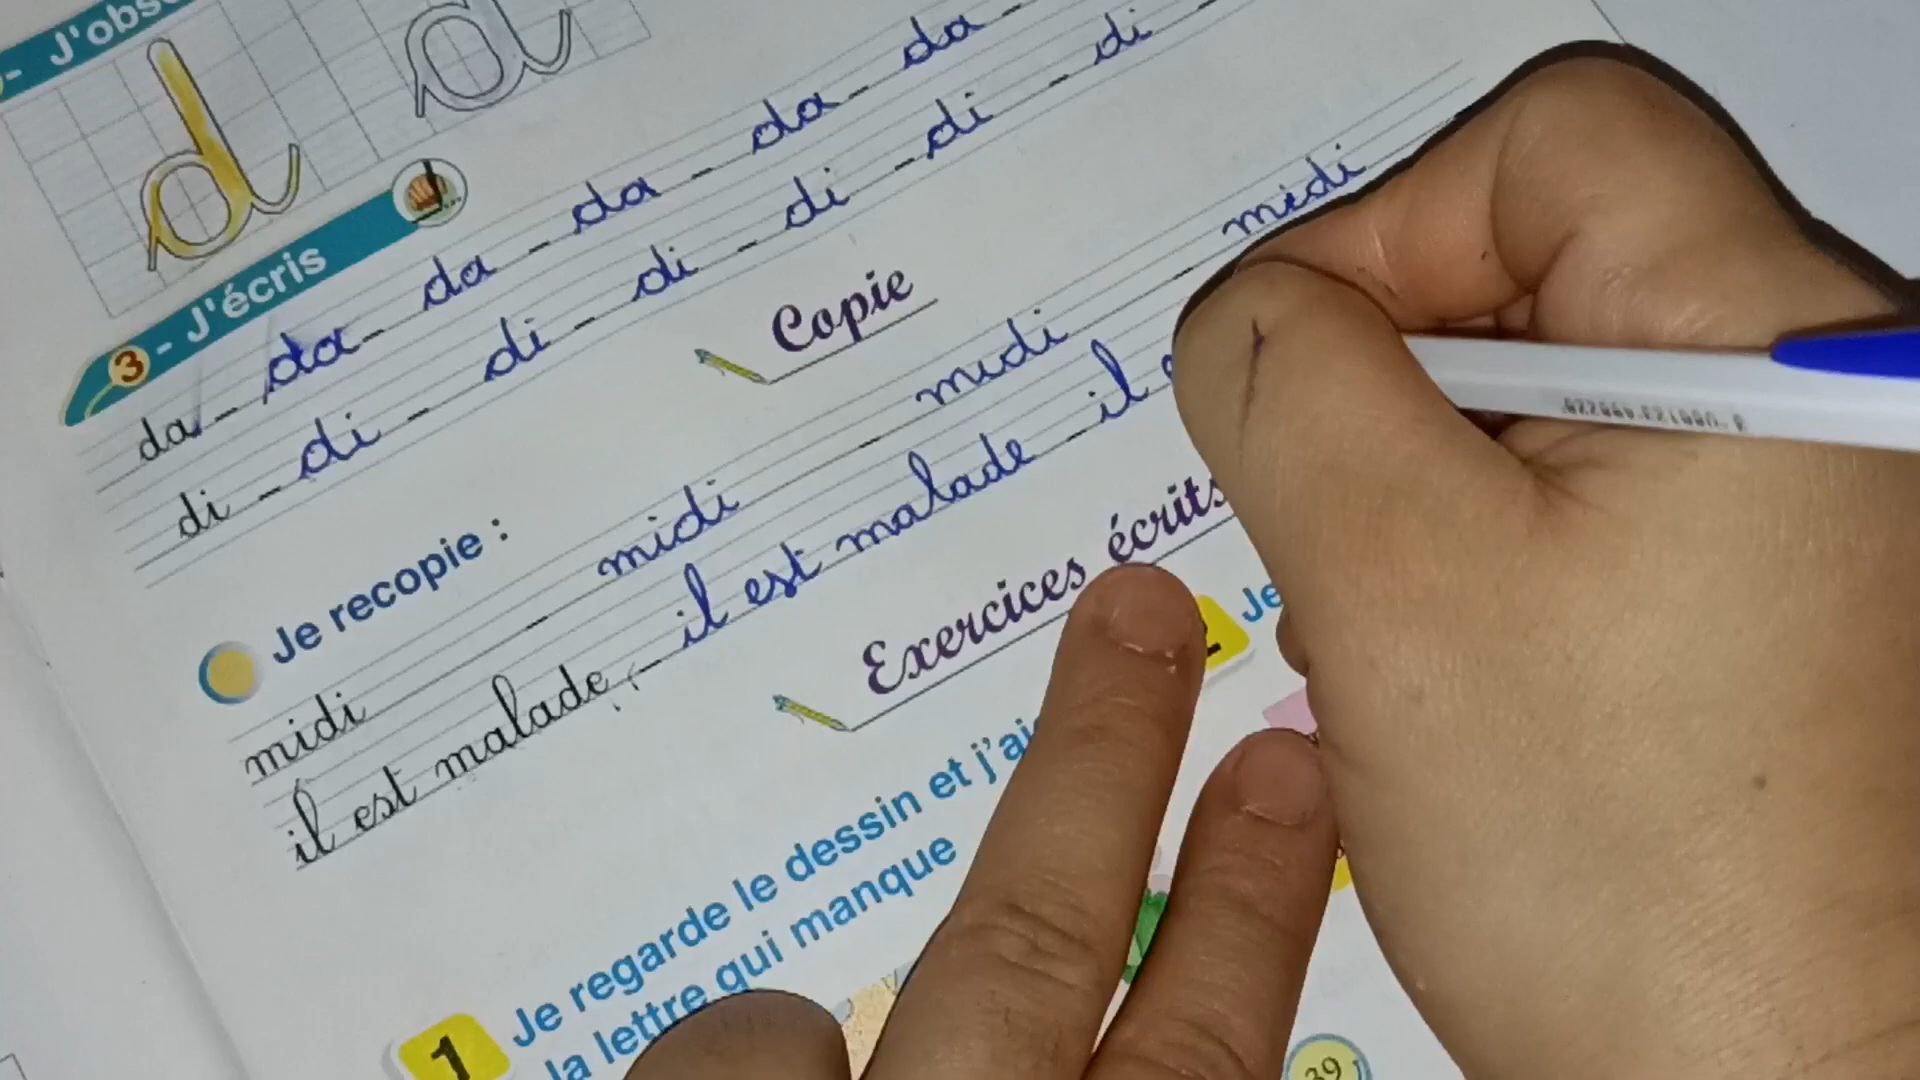 - J'obs
d d
3 - J'écris
da - da - da - da - da - da -
di - di - di - di - di - di - di
Copie
Je recopie :
midi - midi - midi - midi
il est malade - il est malade - il
Exercices écrits
1 Je regarde le dessin et j'ai
la lettre qui manque
2 Je
39